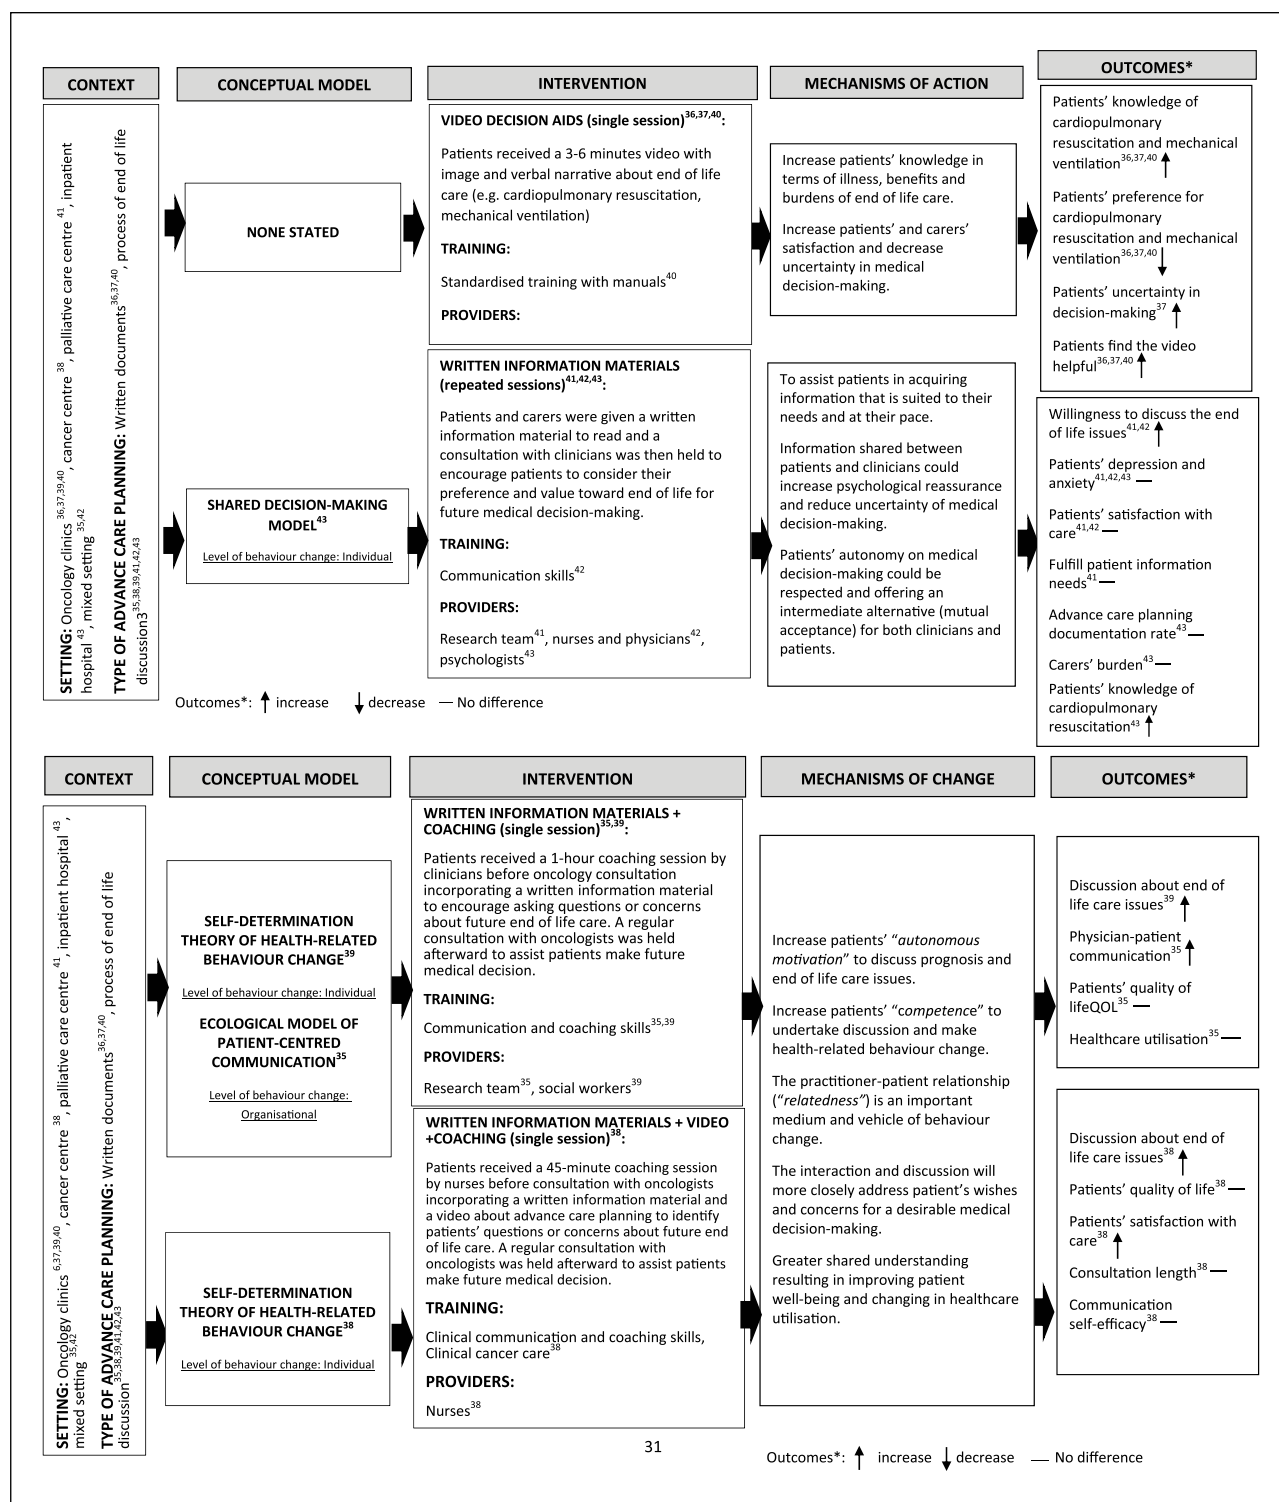 CONTEXT
CONCEPTUAL MODEL
INTERVENTION
MECHANISMS OF ACTION
OUTCOMES*
SETTING: Oncology clinics 36,37,39,40, cancer centre 38, palliative care centre 41, inpatient
hospital 43, mixed setting 35,42
TYPE OF ADVANCE CARE PLANNING: Written documents36,37,40, process of end of life
discussion335,38,39,41,42,43
NONE STATED
VIDEO DECISION AIDS (single session)36,37,40:
Patients received a 3-6 minutes video with
image and verbal narrative about end of life
care (e.g. cardiopulmonary resuscitation,
mechanical ventilation)
TRAINING:
Standardised training with manuals40
PROVIDERS:
Increase patients' knowledge in
terms of illness, benefits and
burdens of end of life care.
Increase patients' and carers'
satisfaction and decrease
uncertainty in medical
decision-making.
Patients' knowledge of
cardiopulmonary
resuscitation and mechanical
ventilation36,37,40 ↑
Patients' preference for
cardiopulmonary
resuscitation and mechanical
ventilation36,37,40 ↓
Patients' uncertainty in
decision-making37 ↑
Patients find the video
helpful36,37,40 ↑
SHARED DECISION-MAKING
MODEL43
Level of behaviour change: Individual
WRITTEN INFORMATION MATERIALS
(repeated sessions)41,42,43:
Patients and carers were given a written
information material to read and a
consultation with clinicians was then held to
encourage patients to consider their
preference and value toward end of life for
future medical decision-making.
TRAINING:
Communication skills42
PROVIDERS:
Research team41, nurses and physicians42,
psychologists43
To assist patients in acquiring
information that is suited to their
needs and at their pace.
Information shared between
patients and clinicians could
increase psychological reassurance
and reduce uncertainty of medical
decision-making.
Patients' autonomy on medical
decision-making could be
respected and offering an
intermediate alternative (mutual
acceptance) for both clinicians and
patients.
Willingness to discuss the end
of life issues41,42 ↑
Patients' depression and
anxiety41,42,43 —
Patients' satisfaction with
care41,42 —
Fulfill patient information
needs41 —
Advance care planning
documentation rate43 —
Carers' burden43 —
Patients' knowledge of
cardiopulmonary
resuscitation43 ↑
Outcomes*: ↑ increase ↓ decrease — No difference
CONTEXT
CONCEPTUAL MODEL
INTERVENTION
MECHANISMS OF CHANGE
OUTCOMES*
SETTING: Oncology clinics 6,37,39,40, cancer centre 38, palliative care centre 41, inpatient hospital 43,
mixed setting 35,42
TYPE OF ADVANCE CARE PLANNING: Written documents36,37,40, process of end of life
discussion35,38,39,41,42,43
SELF-DETERMINATION
THEORY OF HEALTH-RELATED
BEHAVIOUR CHANGE39
Level of behaviour change: Individual
ECOLOGICAL MODEL OF
PATIENT-CENTRED
COMMUNICATION35
Level of behaviour change:
Organisational
WRITTEN INFORMATION MATERIALS +
COACHING (single session)35,39:
Patients received a 1-hour coaching session by
clinicians before oncology consultation
incorporating a written information material
to encourage asking questions or concerns
about future end of life care. A regular
consultation with oncologists was held
afterward to assist patients make future
medical decision.
TRAINING:
Communication and coaching skills35,39
PROVIDERS:
Research team35, social workers39
Increase patients' "autonomous
motivation" to discuss prognosis and
end of life care issues.
Increase patients' "competence" to
undertake discussion and make
health-related behaviour change.
The practitioner-patient relationship
("relatedness") is an important
medium and vehicle of behaviour
change.
The interaction and discussion will
more closely address patient's wishes
and concerns for a desirable medical
decision-making.
Greater shared understanding
resulting in improving patient
well-being and changing in healthcare
utilisation.
Discussion about end of
life care issues39 ↑
Physician-patient
communication35 ↑
Patients' quality of
lifeQOL35 —
Healthcare utilisation35 —
SELF-DETERMINATION
THEORY OF HEALTH-RELATED
BEHAVIOUR CHANGE38
Level of behaviour change: Individual
WRITTEN INFORMATION MATERIALS + VIDEO
+COACHING (single session)38:
Patients received a 45-minute coaching session
by nurses before consultation with oncologists
incorporating a written information material and
a video about advance care planning to identify
patients' questions or concerns about future end
of life care. A regular consultation with
oncologists was held afterward to assist patients
make future medical decision.
TRAINING:
Clinical communication and coaching skills,
Clinical cancer care38
PROVIDERS:
Nurses38
Discussion about end of
life care issues38 ↑
Patients' quality of life38 —
Patients' satisfaction with
care38 ↑
Consultation length38 —
Communication
self-efficacy38 —
31
Outcomes*: ↑ increase ↓ decrease — No difference